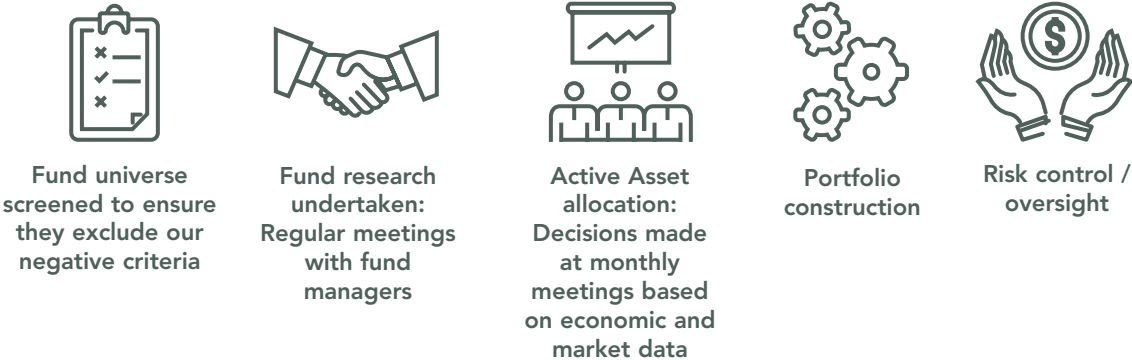 Fund universe
screened to ensure
they exclude our
negative criteria
Fund research
undertaken:
Regular meetings
with fund
managers
Active Asset
allocation:
Decisions made
at monthly
meetings based
on economic and
market data
Portfolio
construction
$
Risk control /
oversight